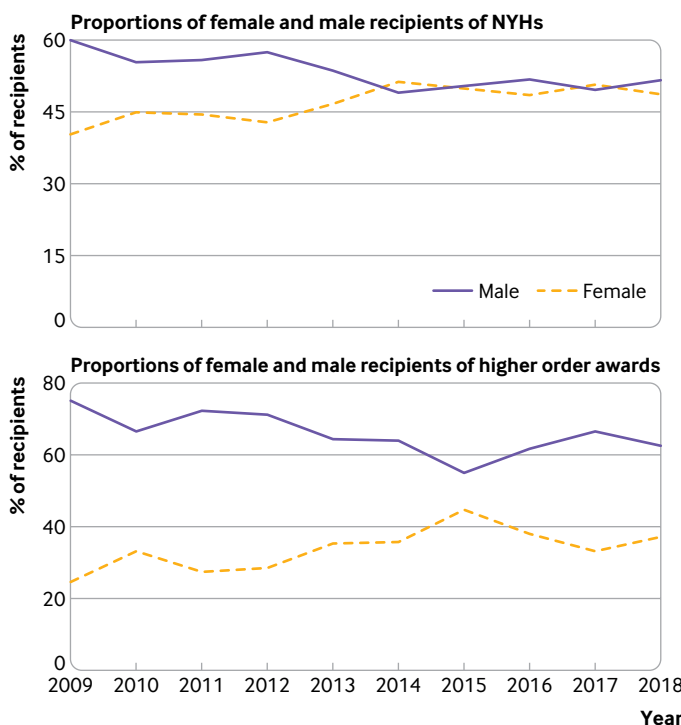 Proportions of female and male recipients of NYHs
% of recipients
60
45
30
15
0
Male
Female
Proportions of female and male recipients of higher order awards
% of recipients
80
60
40
20
0
2009 2010 2011 2012 2013 2014 2015 2016 2017 2018
Year